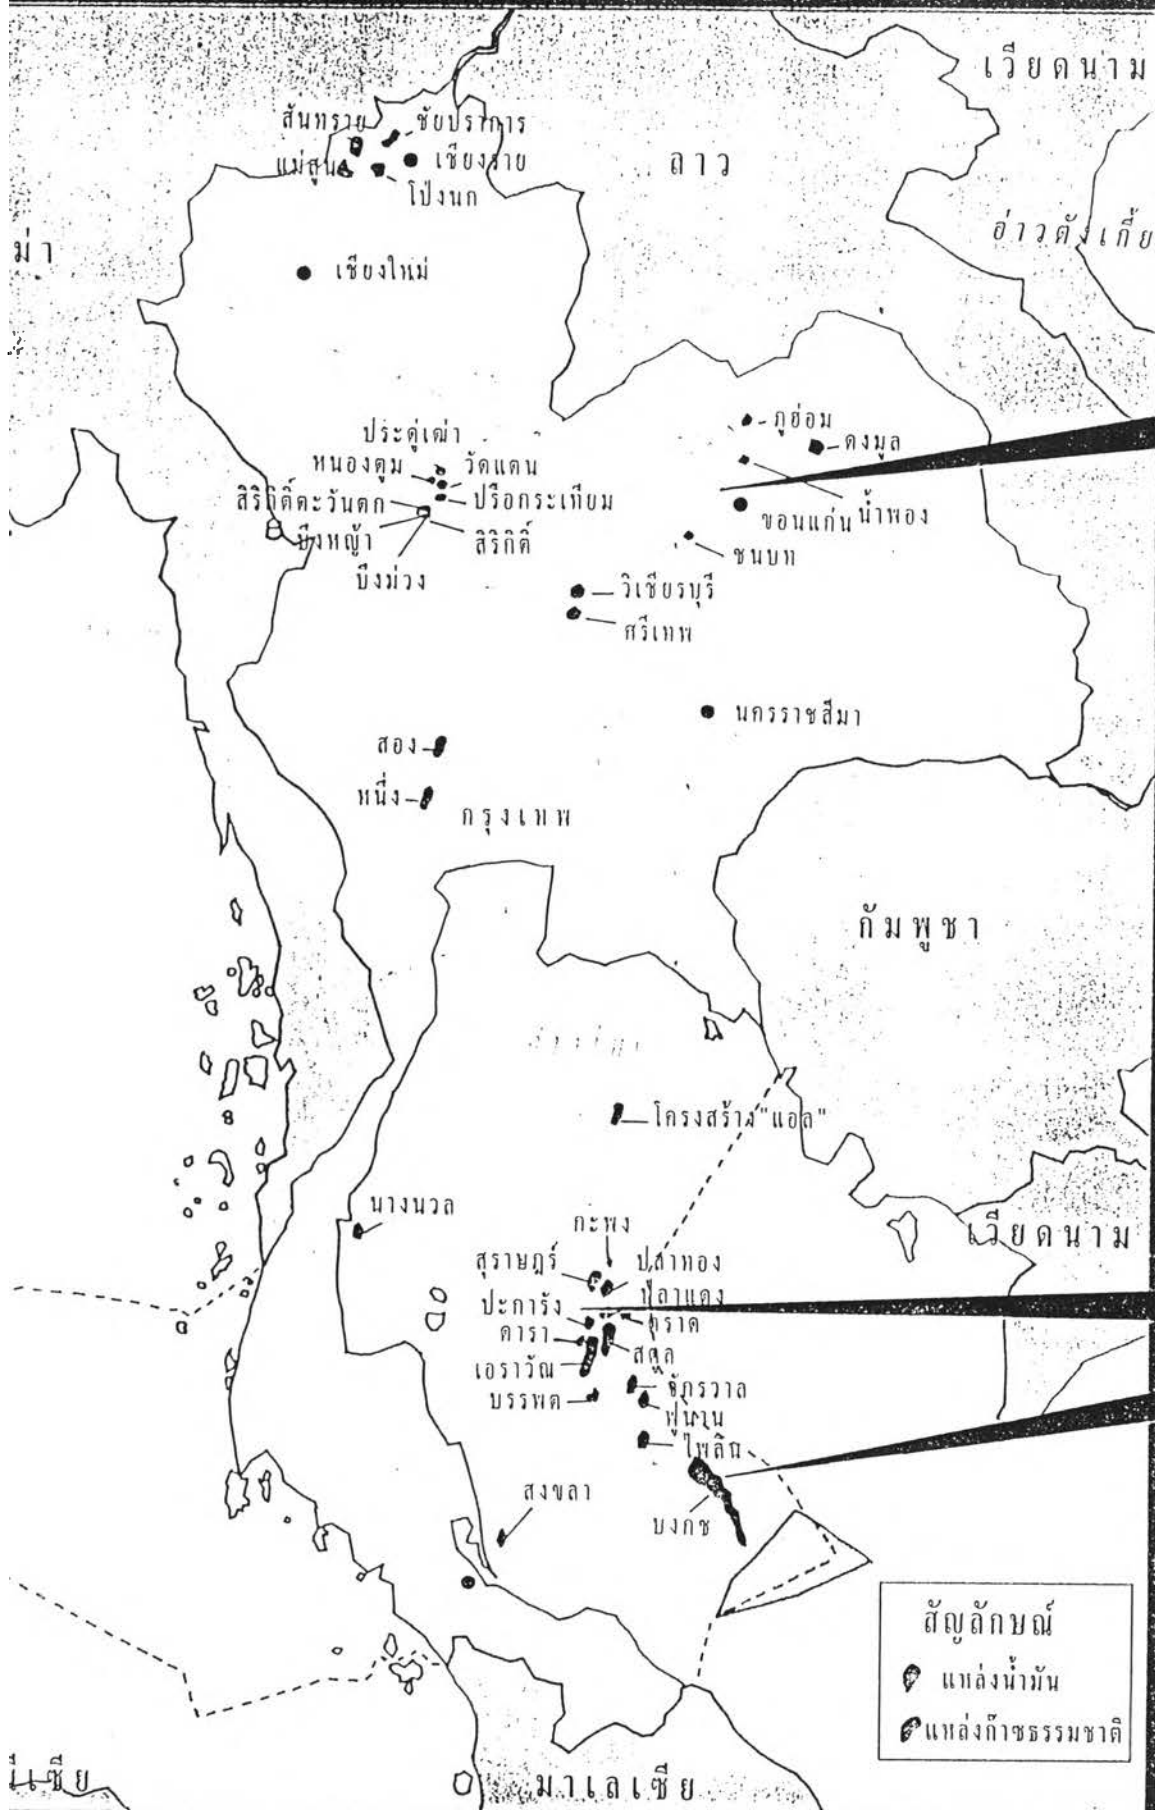 เวียดนาม
สันทราย
ชัยปราการ
แม่สูน
เชียงราย
ลาว
โป่งนก
อ่าวตังเกี๋ย
ม่า
เชียงใหม่
ภูฮ่อม
ดงมูล
ประดู่เฒ่า
หนองตูม
วัดแตน
สิริกิติ์ตะวันตก
ปรือกระเทียม
บึงหญ้า
สิริกิติ์
บึงม่วง
ขอนแก่น
น้ำพอง
ชนบท
วิเชียรบุรี
ศรีเทพ
นครราชสีมา
สอง
หนึ่ง
กรุงเทพ
กัมพูชา
โครงสร้าง"แอล"
นางนวล
กะพง
เวียดนาม
สุราษฎร์
ปลาทอง
ปลาแดง
ปะการัง
ตราด
ดารา
สตูล
เอราวัณ
จักรวาล
บรรพต
ฟูนาน
ไพลิน
สงขลา
บงกช
สัญลักษณ์
แหล่งน้ำมัน
แหล่งก๊าซธรรมชาติ
มาเลเซีย